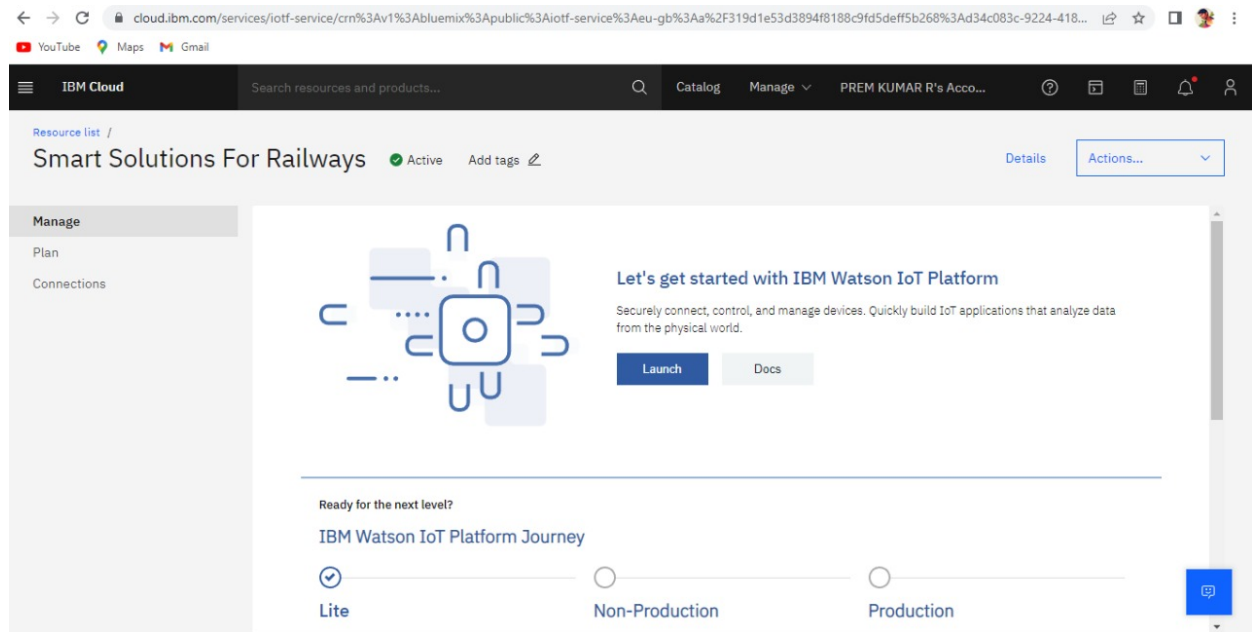 cloud.ibm.com/services/iotf-service/crn%3Av1%3Abluemix%3Apublic%3Aiotf-service%3Aeu-gb%3Aa%2F319d1e53d3894f8188c9fd5deff5b268%3Ad34c083c-9224-418...
YouTube Maps Gmail
IBM Cloud Search resources and products... Catalog Manage PREM KUMAR R's Acco...
Resource list /
Smart Solutions For Railways Active Add tags Details Actions...
Manage
Plan
Connections
Let's get started with IBM Watson IoT Platform
Securely connect, control, and manage devices. Quickly build IoT applications that analyze data
from the physical world.
Launch Docs
Ready for the next level?
IBM Watson IoT Platform Journey
Lite Non-Production Production